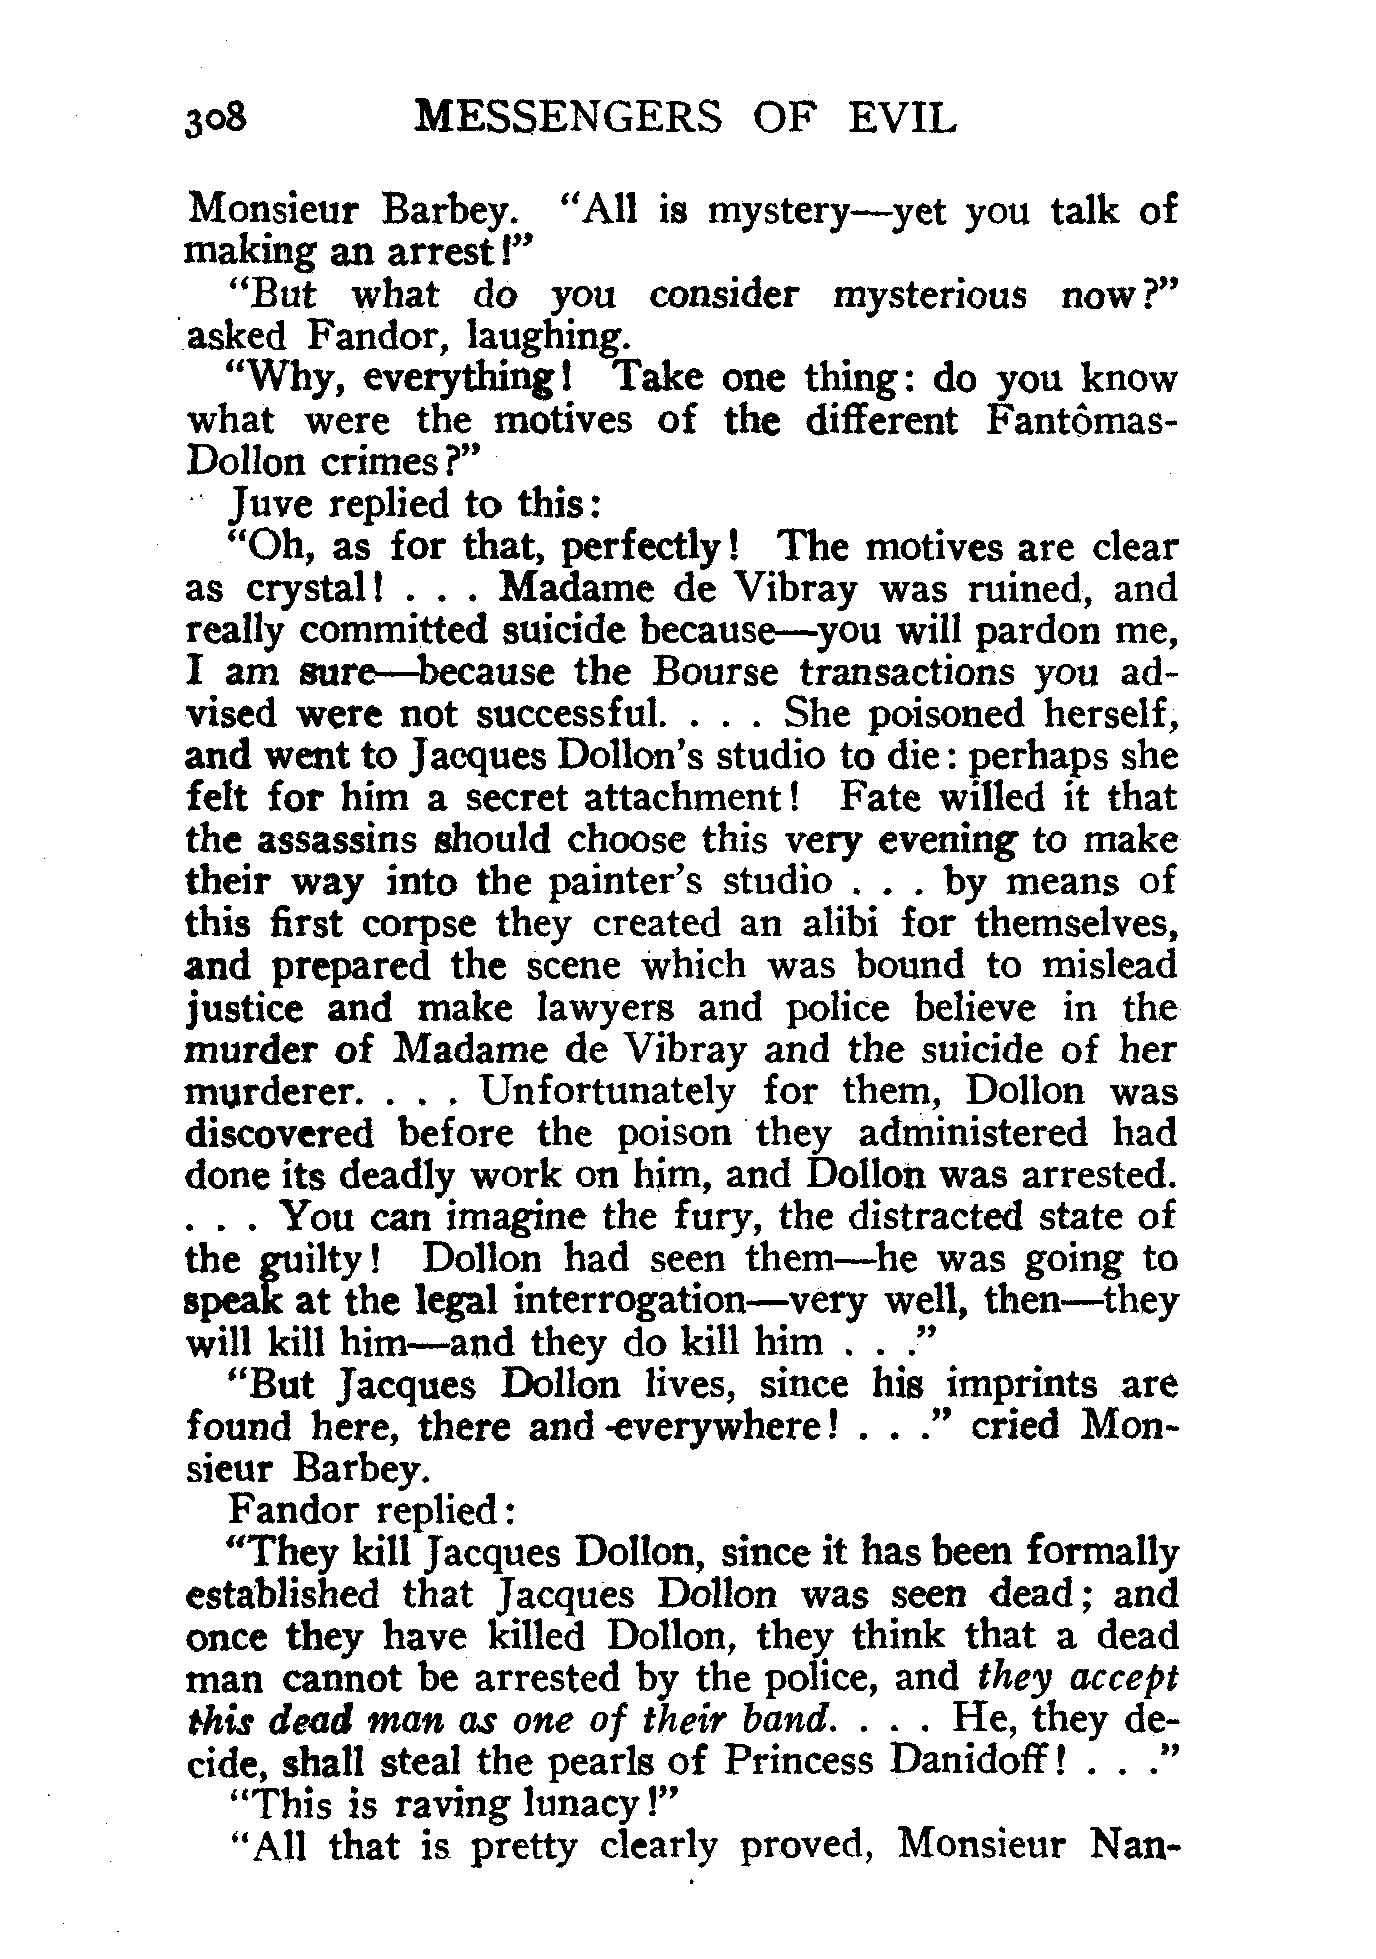 308 MESSENGERS OF EVIL
Monsieur Barbey. "All is mystery—yet you talk of
making an arrest!"
"But what do you consider mysterious now?"
asked Fandor, laughing.
"Why, everything! Take one thing: do you know
what were the motives of the different Fantômas-
Dollon crimes?"
Juve replied to this:
"Oh, as for that, perfectly! The motives are clear
as crystal! . . . Madame de Vibray was ruined, and
really committed suicide because—you will pardon me,
I am sure—because the Bourse transactions you ad-
vised were not successful. . . . She poisoned herself,
and went to Jacques Dollon's studio to die: perhaps she
felt for him a secret attachment! Fate willed it that
the assassins should choose this very evening to make
their way into the painter's studio . . . by means of
this first corpse they created an alibi for themselves,
and prepared the scene which was bound to mislead
justice and make lawyers and police believe in the
murder of Madame de Vibray and the suicide of her
murderer. . . . Unfortunately for them, Dollon was
discovered before the poison they administered had
done its deadly work on him, and Dollon was arrested.
. . . You can imagine the fury, the distracted state of
the guilty! Dollon had seen them—he was going to
speak at the legal interrogation—very well, then—they
will kill him—and they do kill him . . ."
"But Jacques Dollon lives, since his imprints are
found here, there and everywhere! . . ." cried Mon-
sieur Barbey.
Fandor replied:
"They kill Jacques Dollon, since it has been formally
established that Jacques Dollon was seen dead; and
once they have killed Dollon, they think that a dead
man cannot be arrested by the police, and they accept
this dead man as one of their band. . . . He, they de-
cide, shall steal the pearls of Princess Danidoff! . . ."
"This is raving lunacy!"
"All that is pretty clearly proved, Monsieur Nan-